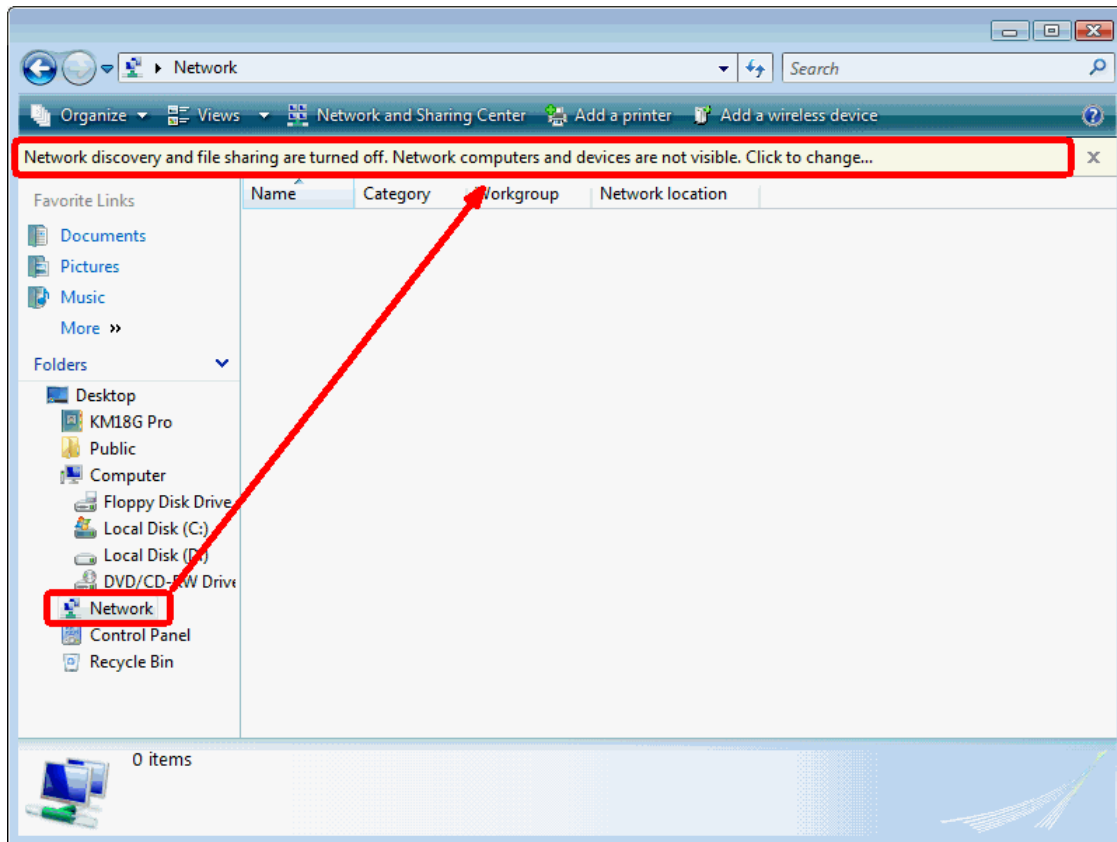 Network
Search
Organize Views Network and Sharing Center Add a printer Add a wireless device
Network discovery and file sharing are turned off. Network computers and devices are not visible. Click to change...
Name Category Workgroup Network location
Favorite Links
Documents
Pictures
Music
More »
Folders
Desktop
KM18G Pro
Public
Computer
Floppy Disk Drive
Local Disk (C:)
Local Disk (D:)
DVD/CD-RW Drive
Network
Control Panel
Recycle Bin
0 items